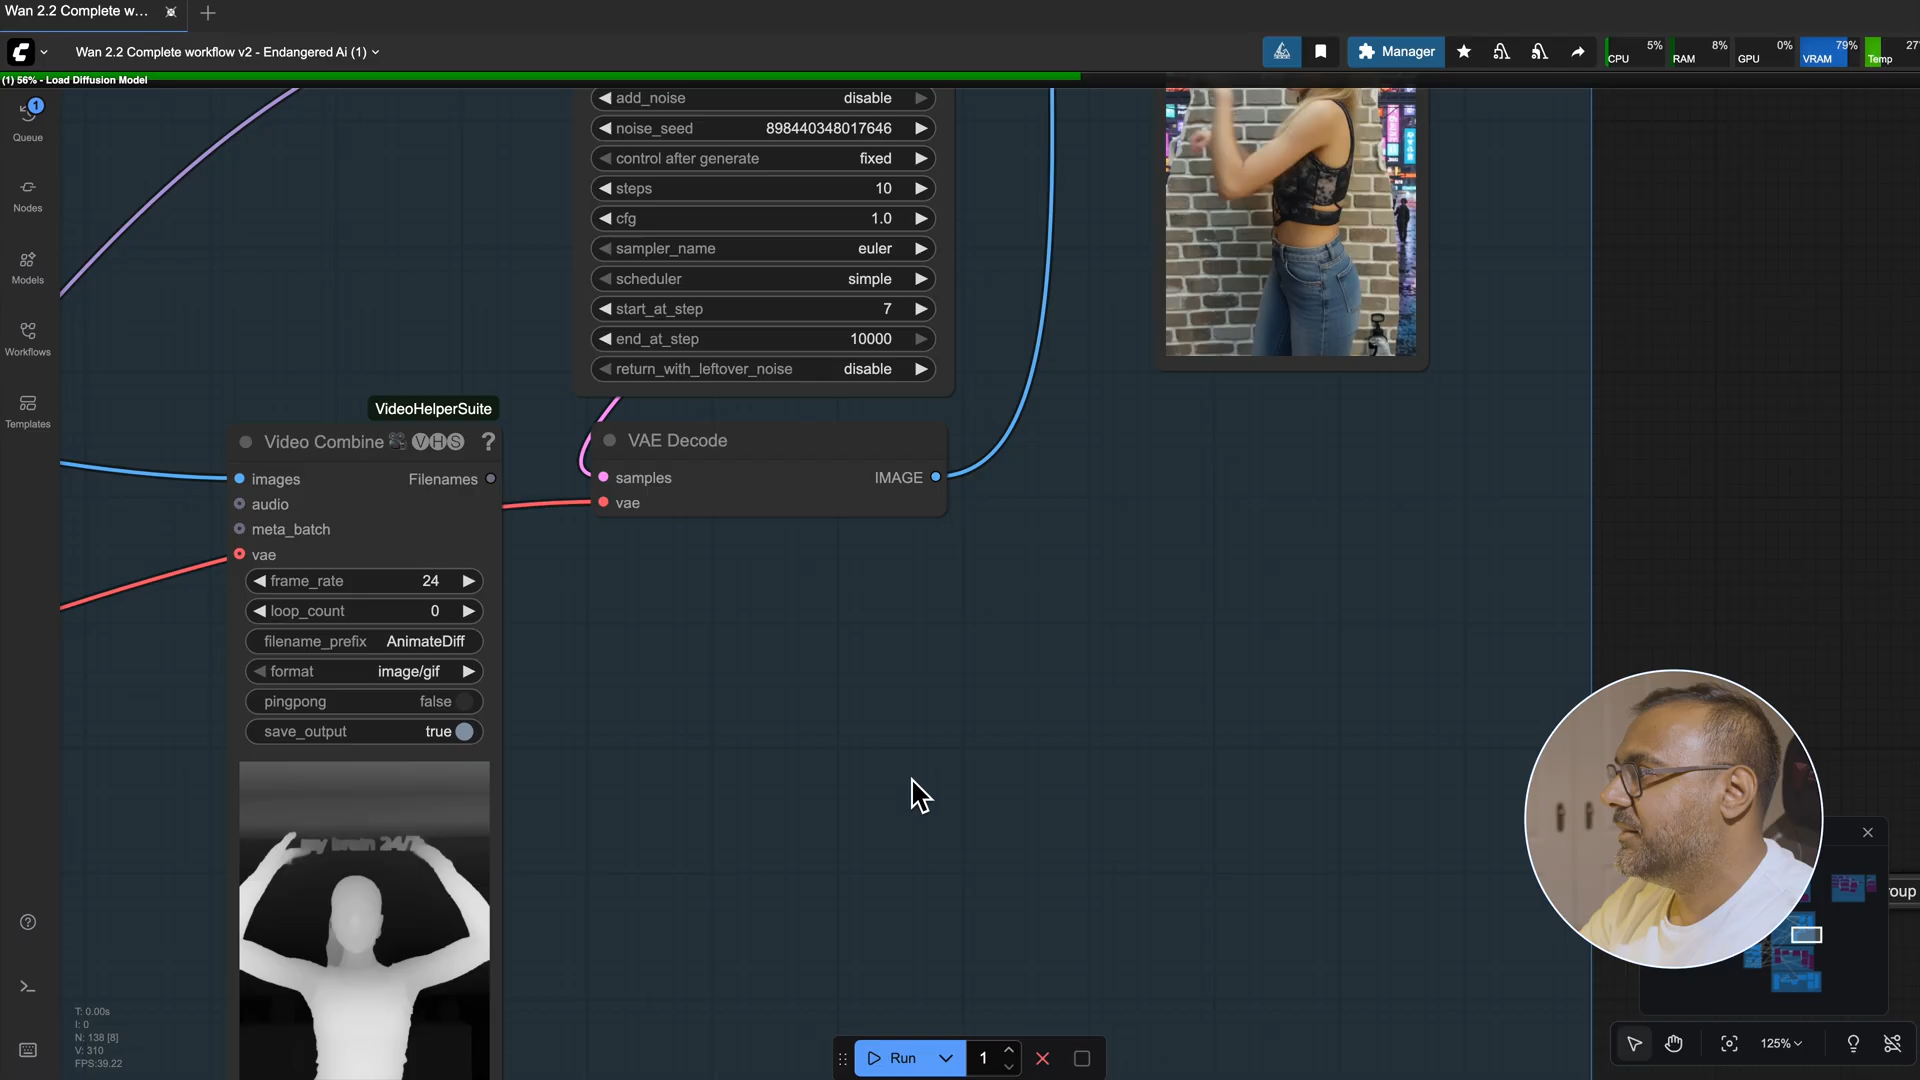 Wan 2.2 Complete w...
Wan 2.2 Complete workflow v2 - Endangered Ai (1)
Manager
CPU 5%
RAM 8%
GPU 0%
VRAM 79%
Temp 27
(1) 56% - Load Diffusion Model
1
Queue
Nodes
Models
Workflows
Templates
add_noise disable
noise_seed 898440348017646
control after generate fixed
steps 10
cfg 1.0
sampler_name euler
scheduler simple
start_at_step 7
end_at_step 10000
return_with_leftover_noise disable
VideoHelperSuite
Video Combine VHS ?
images Filenames
audio
meta_batch
vae
frame_rate 24
loop_count 0
filename_prefix AnimateDiff
format image/gif
pingpong false
save_output true
my brain 24/7
VAE Decode
samples IMAGE
vae
oup
T: 0.00s
I: 0
N: 138 [8]
V: 310
FPS:39.22
Run
1
125%